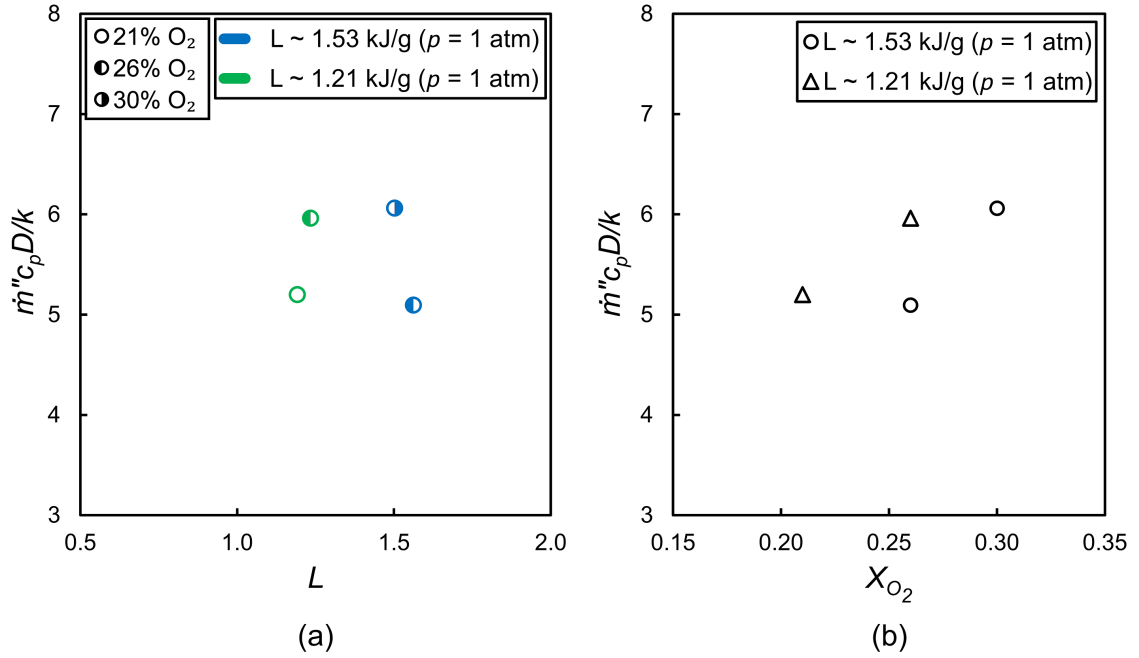 8
7
6
5
4
3
0.5
1.0
1.5
2.0
ṁ"cₚD/k
L
21% O₂
26% O₂
30% O₂
L ~ 1.53 kJ/g (p = 1 atm)
L ~ 1.21 kJ/g (p = 1 atm)
(a)
8
7
6
5
4
3
0.15
0.20
0.25
0.30
0.35
ṁ"cₚD/k
X_O₂
L ~ 1.53 kJ/g (p = 1 atm)
L ~ 1.21 kJ/g (p = 1 atm)
(b)